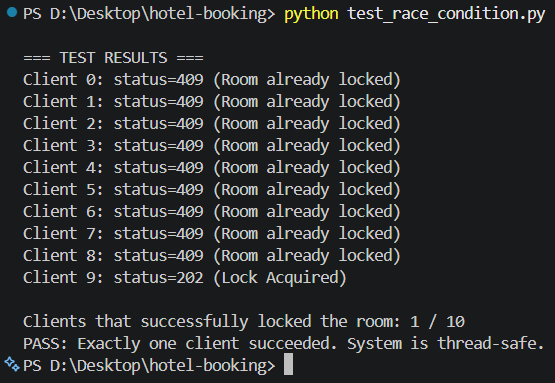 PS D:\Desktop\hotel-booking> python test_race_condition.py
=== TEST RESULTS ===
Client 0: status=409 (Room already locked)
Client 1: status=409 (Room already locked)
Client 2: status=409 (Room already locked)
Client 3: status=409 (Room already locked)
Client 4: status=409 (Room already locked)
Client 5: status=409 (Room already locked)
Client 6: status=409 (Room already locked)
Client 7: status=409 (Room already locked)
Client 8: status=409 (Room already locked)
Client 9: status=202 (Lock Acquired)
Clients that successfully locked the room: 1 / 10
PASS: Exactly one client succeeded. System is thread-safe.
PS D:\Desktop\hotel-booking>